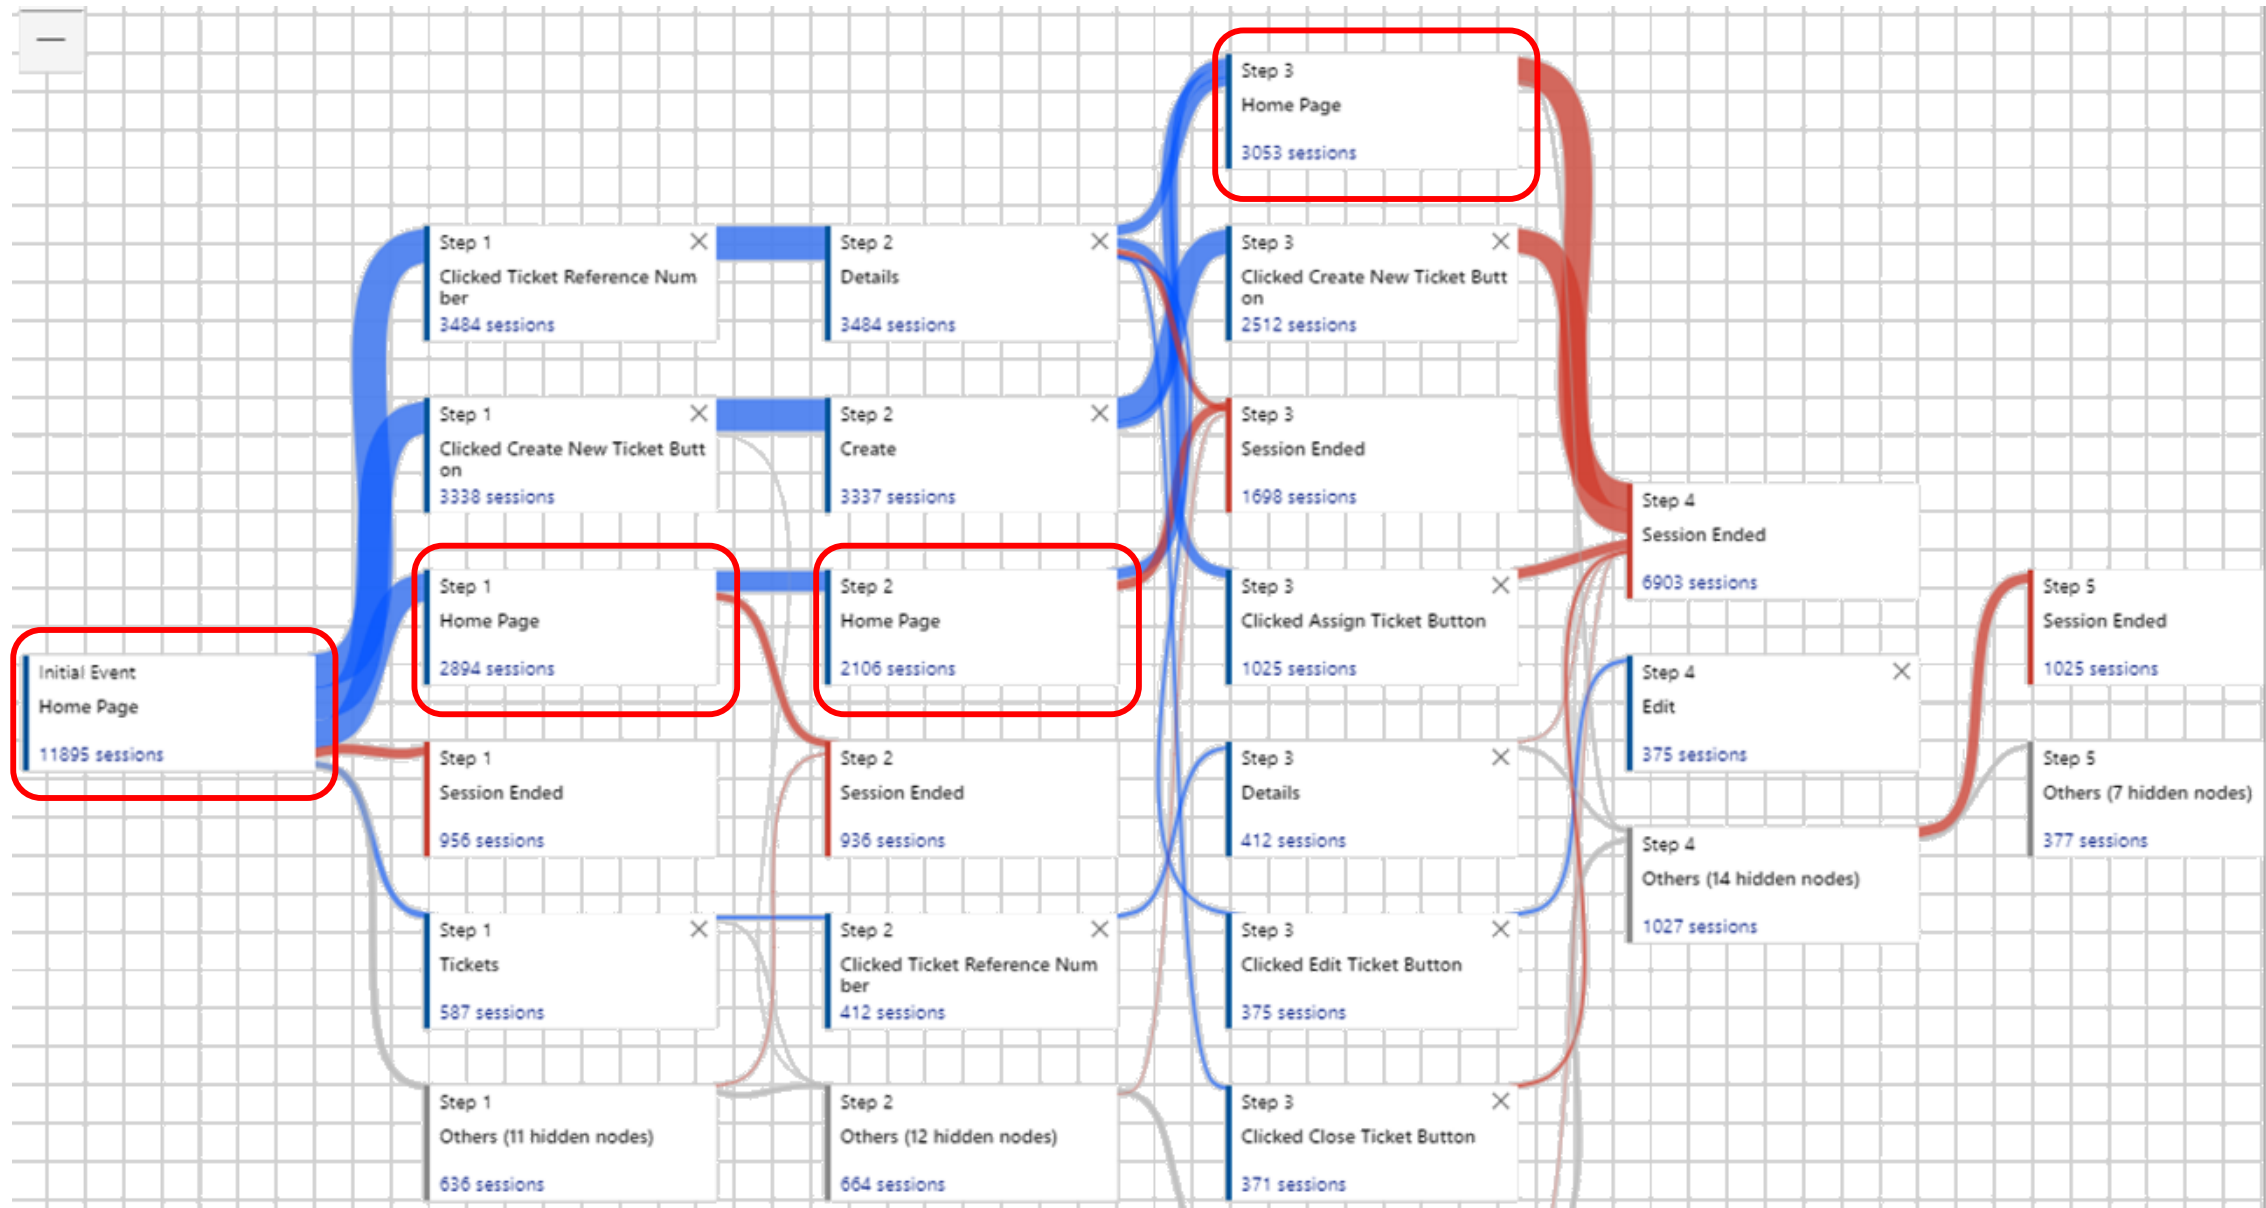 Initial Event
Home Page
11895 sessions
Step 1
Clicked Ticket Reference Num
ber
3484 sessions
Step 1
Clicked Create New Ticket Butt
on
3338 sessions
Step 1
Home Page
2894 sessions
Step 1
Session Ended
956 sessions
Step 1
Tickets
587 sessions
Step 1
Others (11 hidden nodes)
636 sessions
Step 2
Details
3484 sessions
Step 2
Create
3337 sessions
Step 2
Home Page
2106 sessions
Step 2
Session Ended
936 sessions
Step 2
Clicked Ticket Reference Num
ber
412 sessions
Step 2
Others (12 hidden nodes)
664 sessions
Step 3
Home Page
3053 sessions
Step 3
Clicked Create New Ticket Butt
on
2512 sessions
Step 3
Session Ended
1698 sessions
Step 3
Clicked Assign Ticket Button
1025 sessions
Step 3
Details
412 sessions
Step 3
Clicked Edit Ticket Button
375 sessions
Step 3
Clicked Close Ticket Button
371 sessions
Step 4
Session Ended
6903 sessions
Step 4
Edit
375 sessions
Step 4
Others (14 hidden nodes)
1027 sessions
Step 5
Session Ended
1025 sessions
Step 5
Others (7 hidden nodes)
377 sessions